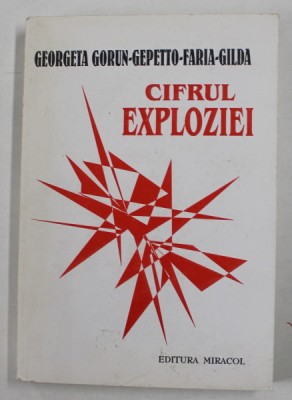 GEORGETA GORUN-GEPETTO-FARIA-GILDA
CIFRUL
EXPLOZIEI
EDITURA MIRACOL